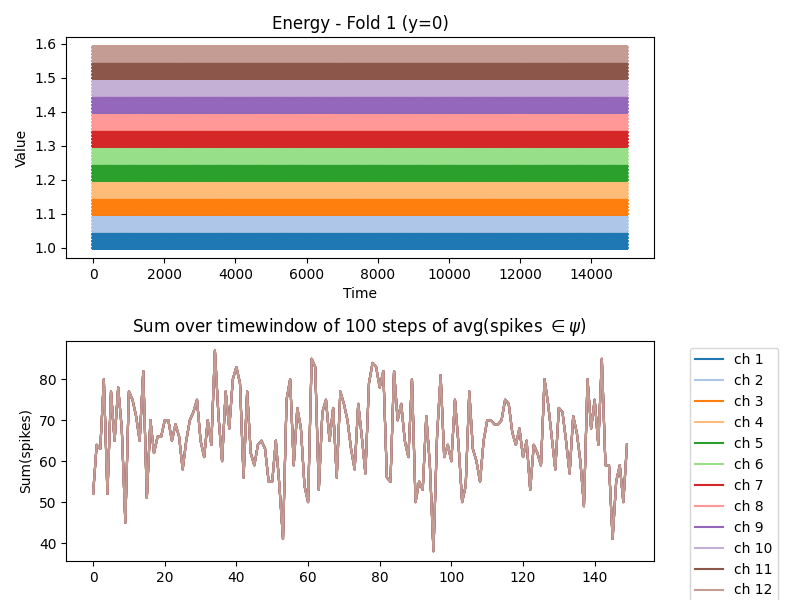 Energy - Fold 1 (y=0)
1.6
1.5
1.4
1.3
1.2
1.1
1.0
Value
0 2000 4000 6000 8000 10000 12000 14000
Time
Sum over timewindow of 100 steps of avg(spikes ∈ ψ)
80
70
60
50
40
Sum(spikes)
0 20 40 60 80 100 120 140
ch 1
ch 2
ch 3
ch 4
ch 5
ch 6
ch 7
ch 8
ch 9
ch 10
ch 11
ch 12